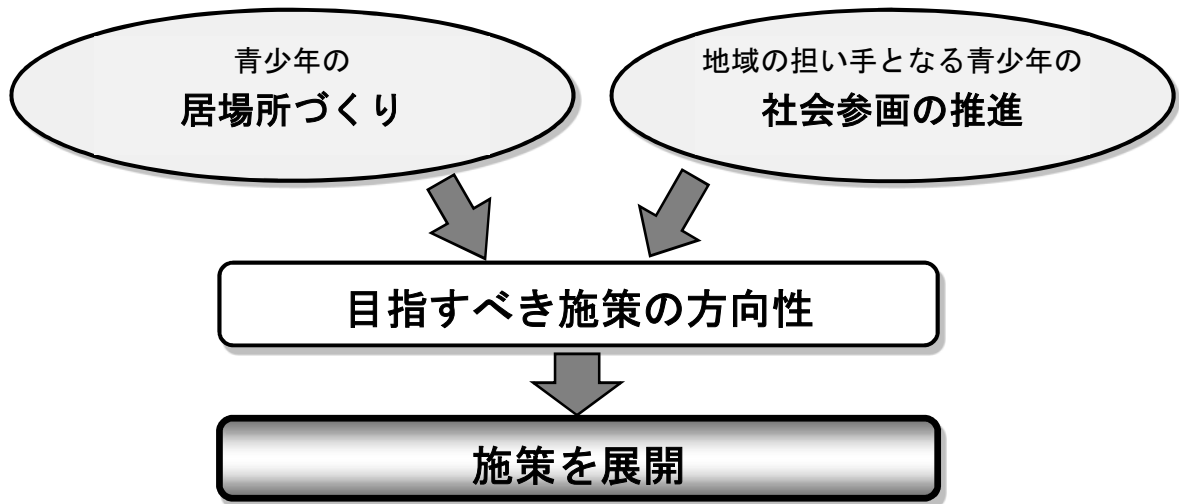 青少年の
居場所づくり
地域の担い手となる青少年の
社会参画の推進
目指すべき施策の方向性
施策を展開